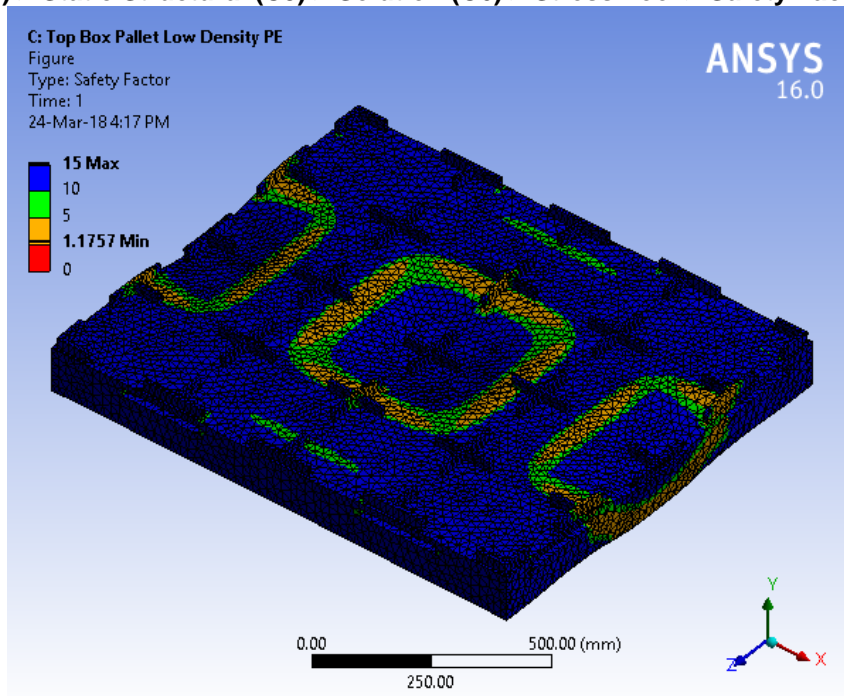 C: Top Box Pallet Low Density PE
Figure
Type: Safety Factor
Time: 1
24-Mar-18 4:17 PM
ANSYS
16.0
15 Max
10
5
1.1757 Min
0
0.00
500.00 (mm)
250.00
Y
Z
X